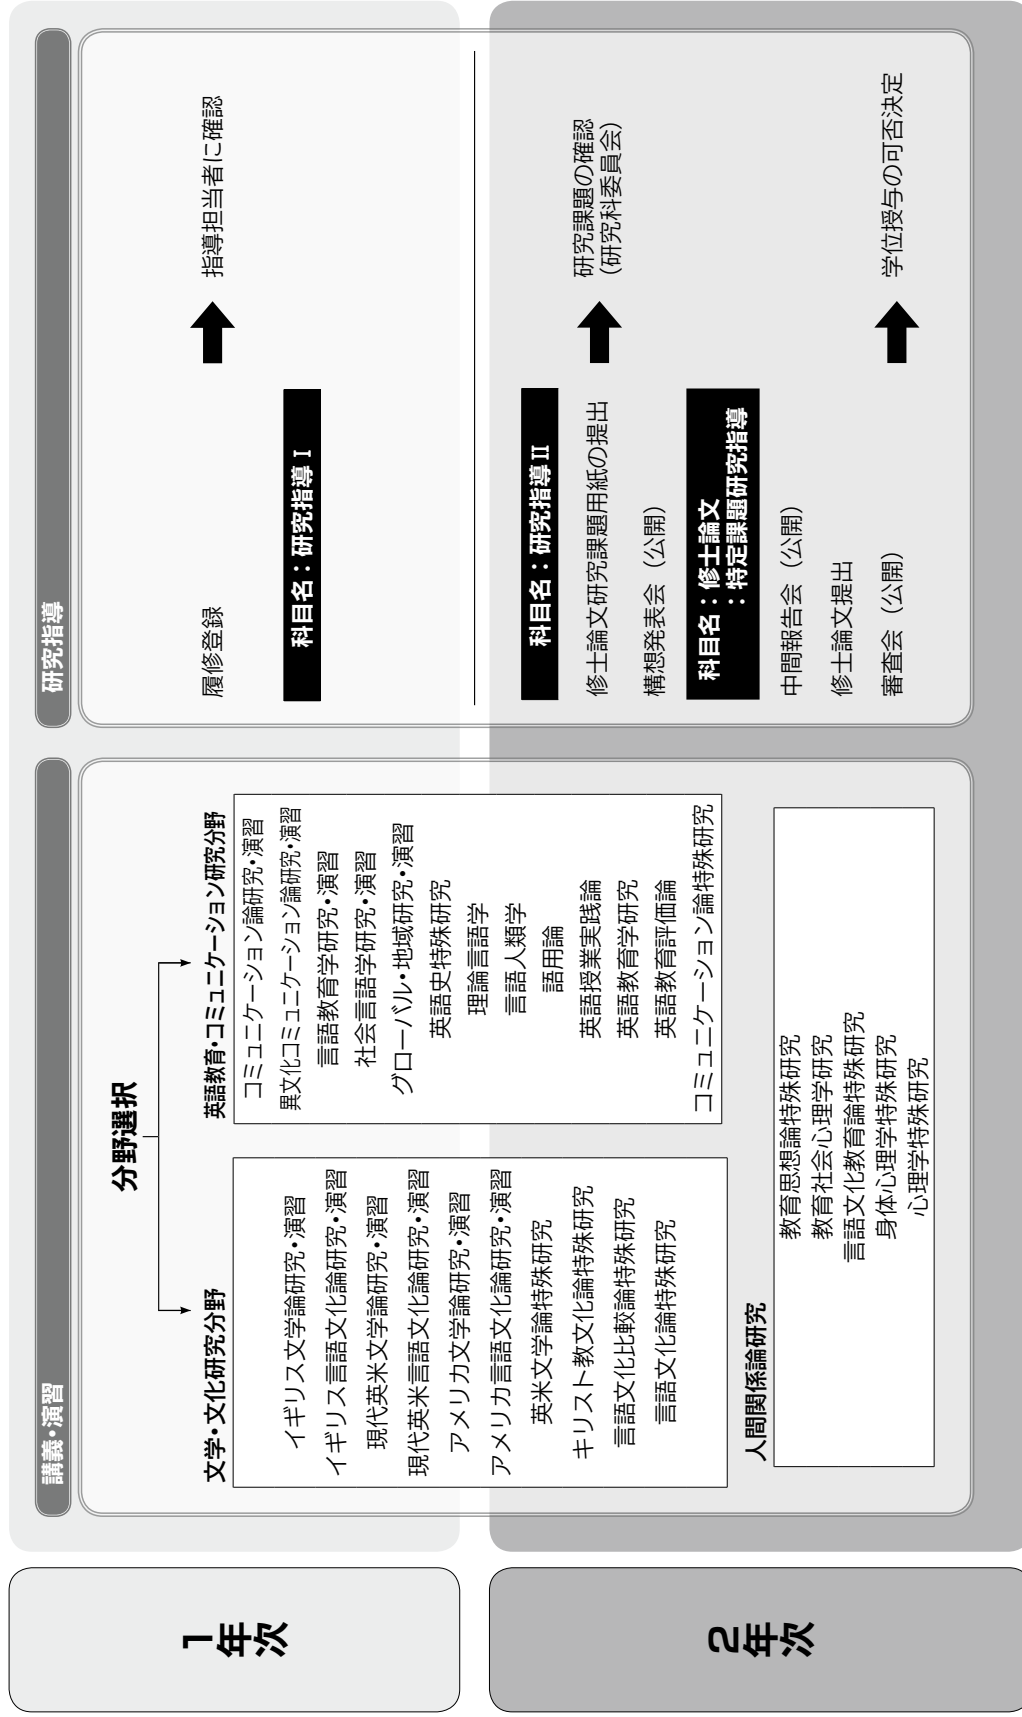 1年次
2年次
講義・演習
分野選択
文学・文化研究分野
イギリス文学論研究・演習
イギリス言語文化論研究・演習
現代英米文学論研究・演習
現代英米言語文化論研究・演習
アメリカ文学論研究・演習
アメリカ言語文化論研究・演習
英米文学論特殊研究
キリスト教文化論特殊研究
言語文化比較論特殊研究
言語文化論特殊研究
英語教育・コミュニケーション研究分野
コミュニケーション論研究・演習
異文化コミュニケーション論研究・演習
言語教育学研究・演習
社会言語学研究・演習
グローバル・地域研究・演習
英語史特殊研究
理論言語学
言語人類学
語用論
英語授業実践論
英語教育学研究
英語教育評価論
コミュニケーション論特殊研究
人間関係論研究
教育思想論特殊研究
教育社会心理学研究
言語文化教育論特殊研究
身体心理学特殊研究
心理学特殊研究
研究指導
履修登録
指導担当者に確認
科目名：研究指導Ⅰ
科目名：研究指導Ⅱ
修士論文研究課題用紙の提出
研究課題の確認
（研究科委員会）
構想発表会（公開）
科目名：修士論文
：特定課題研究指導
中間報告会（公開）
修士論文提出
審査会（公開）
学位授与の可否決定